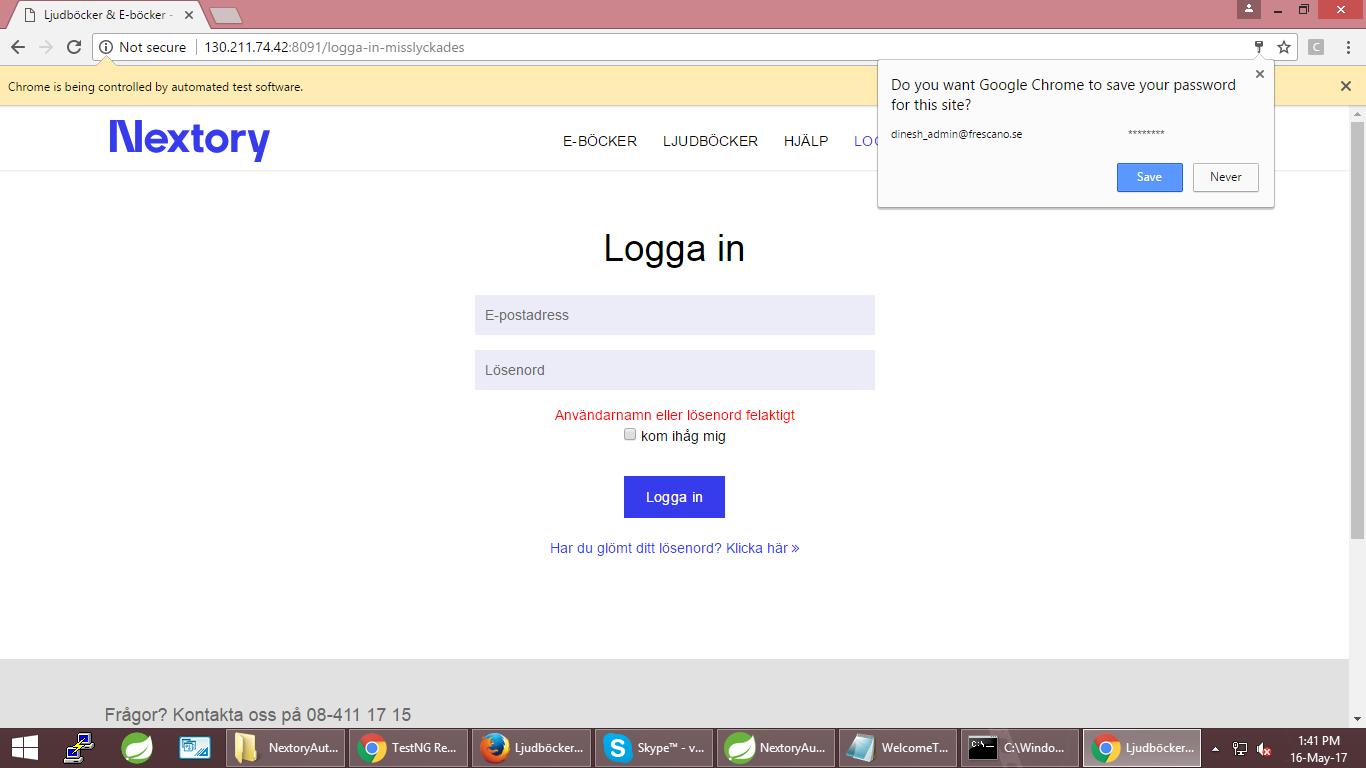 Ljudböcker & E-böcker -
Not secure
130.211.74.42:8091/logga-in-misslyckades
C
Chrome is being controlled by automated test software.
Do you want Google Chrome to save your password
for this site?
dinesh_admin@frescano.se ********
Save Never
Nextory
E-BÖCKER LJUDBÖCKER HJÄLP
Logga in
E-postadress
Lösenord
Användarnamn eller lösenord felaktigt
kom ihåg mig
Logga in
Har du glömt ditt lösenord? Klicka här »
Frågor? Kontakta oss på 08-411 17 15
NextoryAut... TestNG Re... Ljudböcker... Skype™ - v... NextoryAu... WelcomeT... C:\Windo... Ljudböcker...
1:41 PM
16-May-17